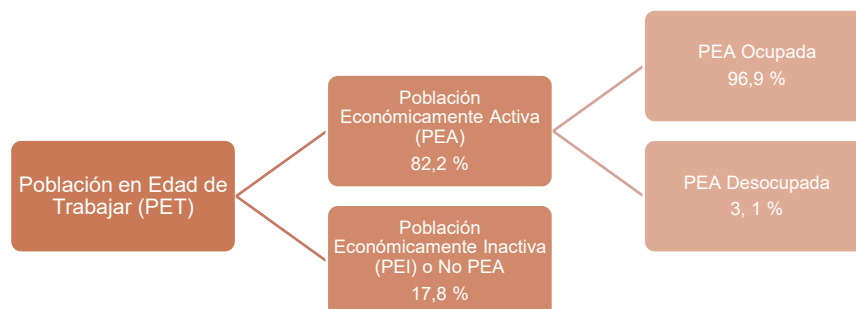 Población en Edad de
Trabajar (PET)
Población
Económicamente Activa
(PEA)
82,2 %
Población
Económicamente Inactiva
(PEI) o No PEA
17,8 %
PEA Ocupada
96,9 %
PEA Desocupada
3, 1 %